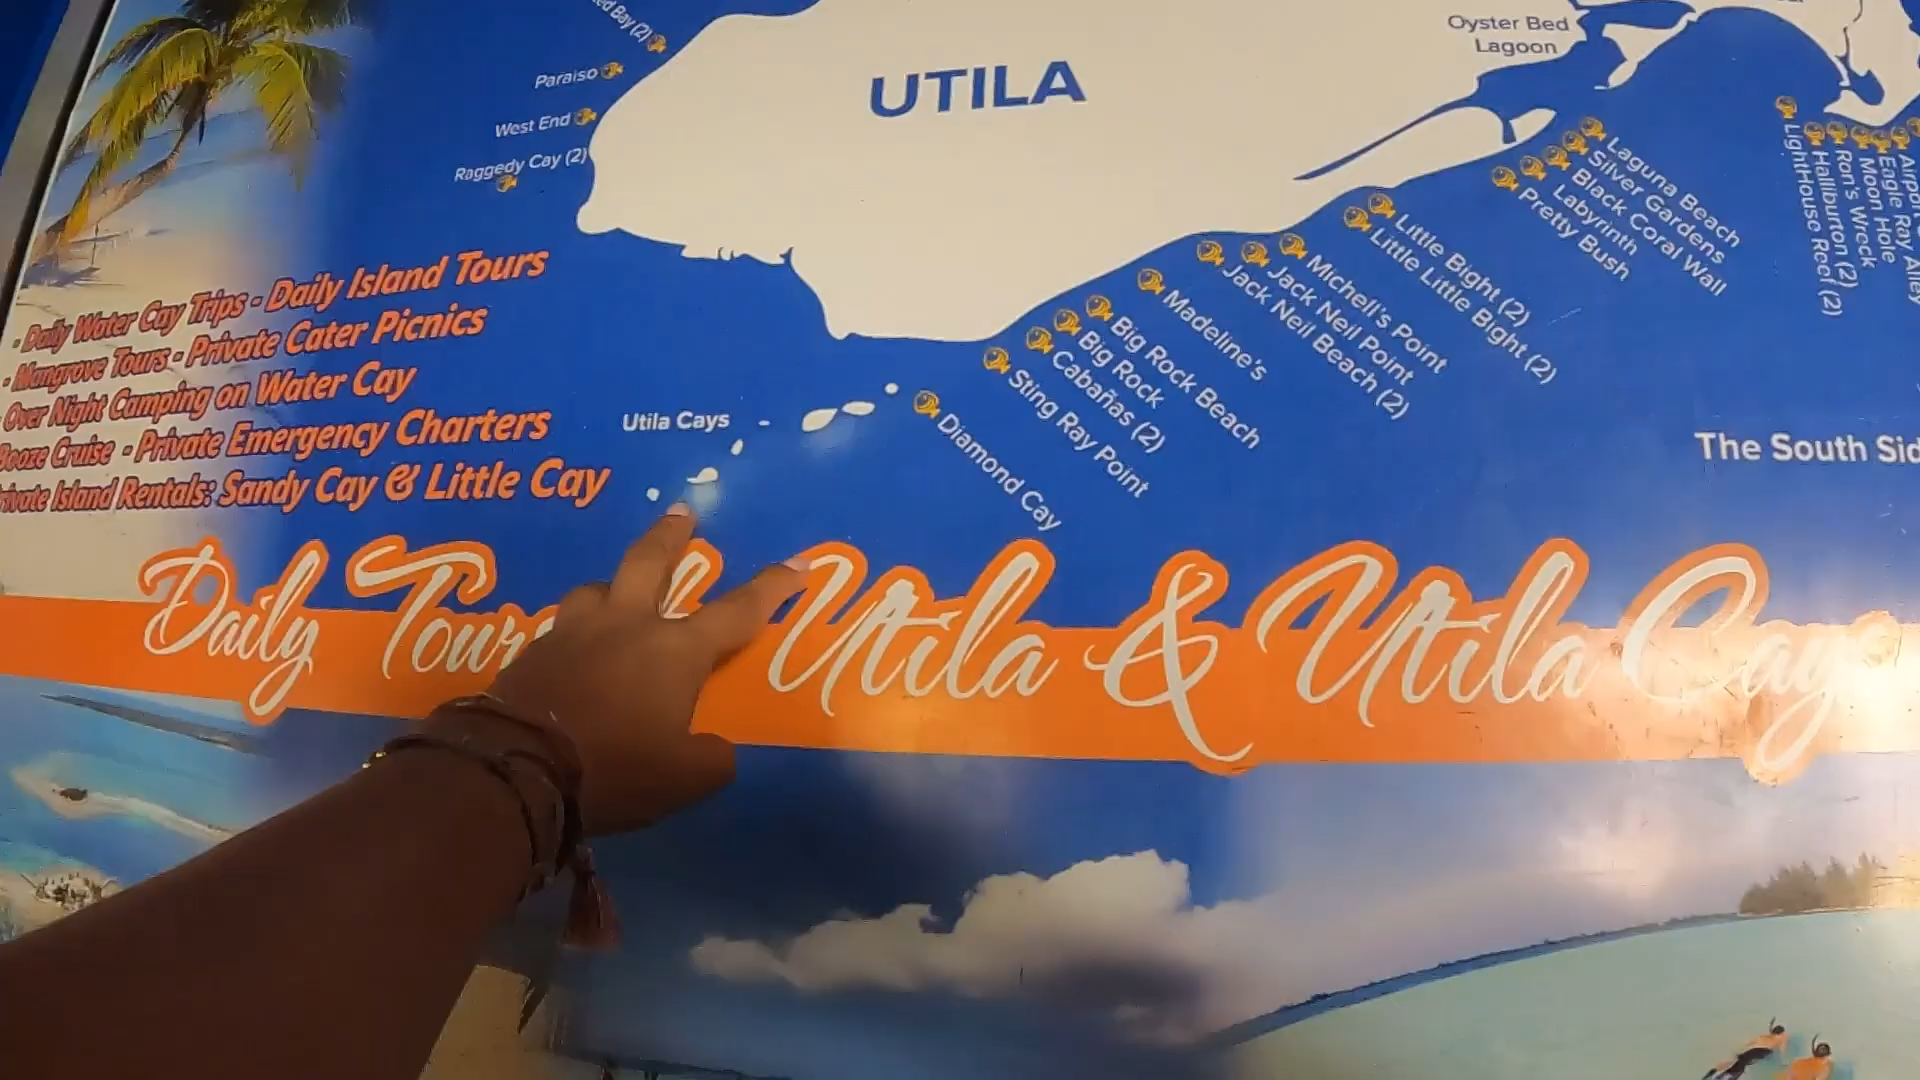 Bay (2)
Paraiso
West End
Raggedy Cay (2)
UTILA
Oyster Bed
Lagoon
Laguna Beach
Silver Gardens
Black Coral Wall
Labyrinth
Pretty Bush
LightHouse Reef (2)
Halliburton (2)
Ron's Wreck
Moon Hole
Eagle Ray Alley
Airport
Little Bight (2)
Little Little Bight (2)
Michell's Point
Jack Neil Point
Jack Neil Beach (2)
Madeline's
Big Rock Beach
Big Rock
Cabañas (2)
Sting Ray Point
Diamond Cay
Utila Cays
The South Sid
- Daily Water Cay Trips - Daily Island Tours
- Mangrove Tours - Private Cater Picnics
Over Night Camping on Water Cay
Booze Cruise - Private Emergency Charters
Private Island Rentals: Sandy Cay & Little Cay
Daily Tours Utila & Utila Cay